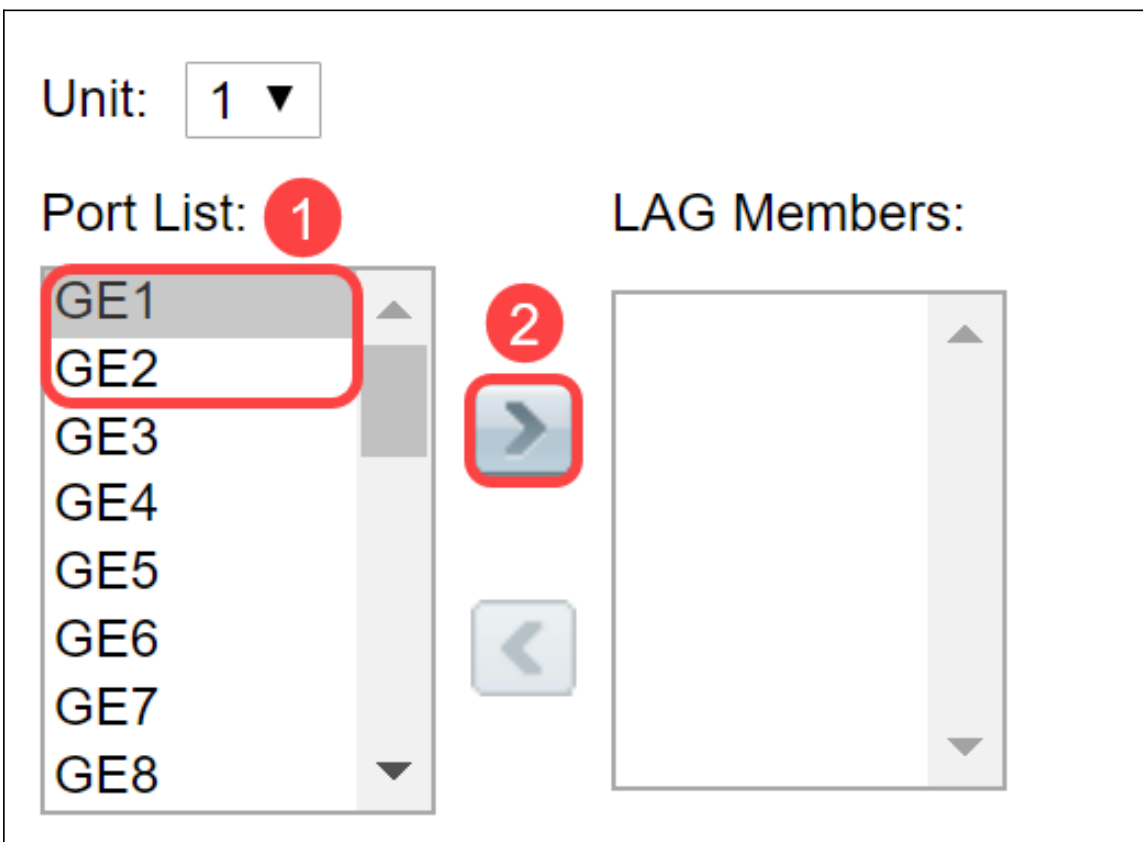 Unit: 1
Port List: 1
LAG Members:
GE1
2
GE2
GE3
GE4
GE5
GE6
GE7
GE8